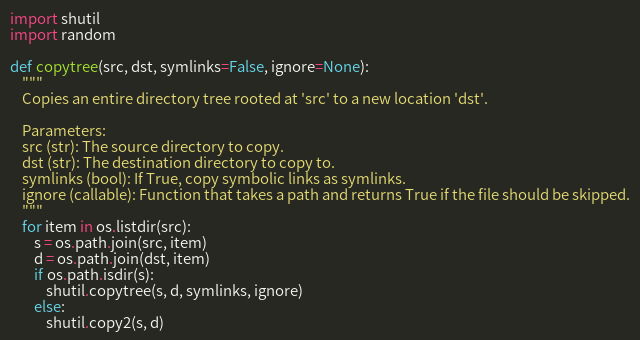 import shutil
import random

def copytree(src, dst, symlinks=False, ignore=None):
    """
    Copies an entire directory tree rooted at 'src' to a new location 'dst'.

    Parameters:
    src (str): The source directory to copy.
    dst (str): The destination directory to copy to.
    symlinks (bool): If True, copy symbolic links as symlinks.
    ignore (callable): Function that takes a path and returns True if the file should be skipped.
    """
    for item in os.listdir(src):
        s = os.path.join(src, item)
        d = os.path.join(dst, item)
        if os.path.isdir(s):
            shutil.copytree(s, d, symlinks, ignore)
        else:
            shutil.copy2(s, d)